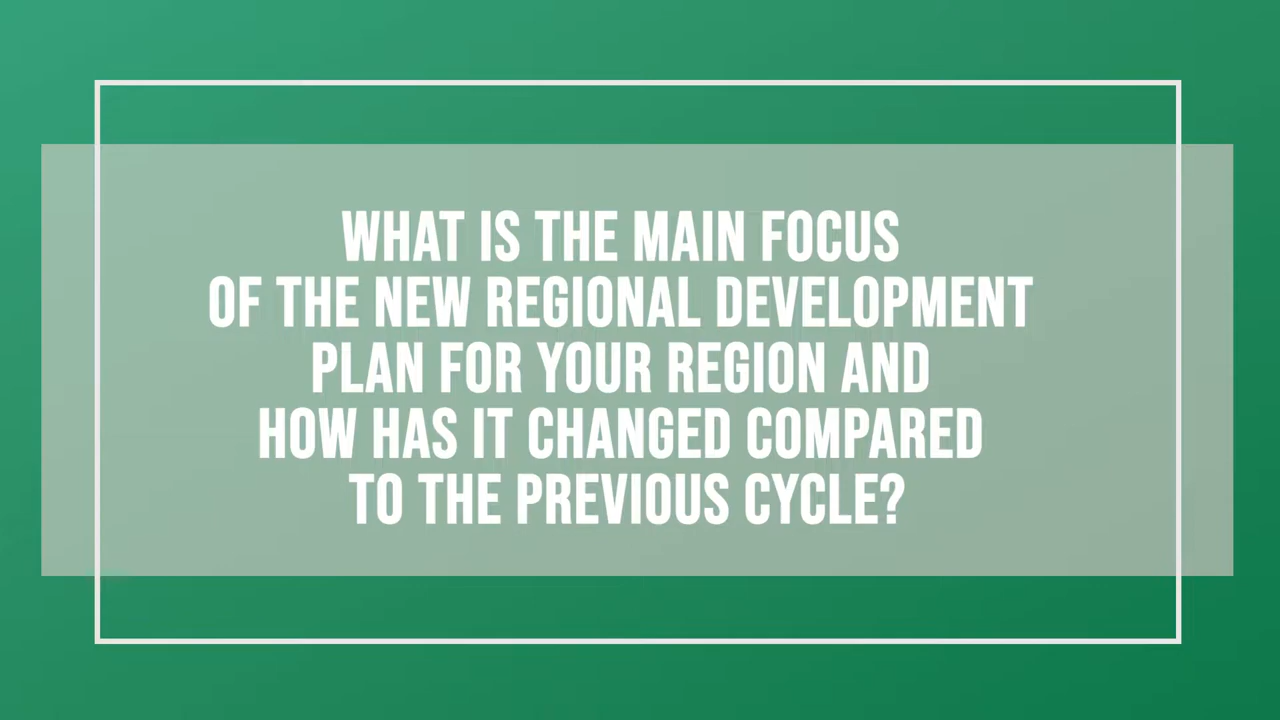 WHAT IS THE MAIN FOCUS
OF THE NEW REGIONAL DEVELOPMENT
PLAN FOR YOUR REGION AND
HOW HAS IT CHANGED COMPARED
TO THE PREVIOUS CYCLE?